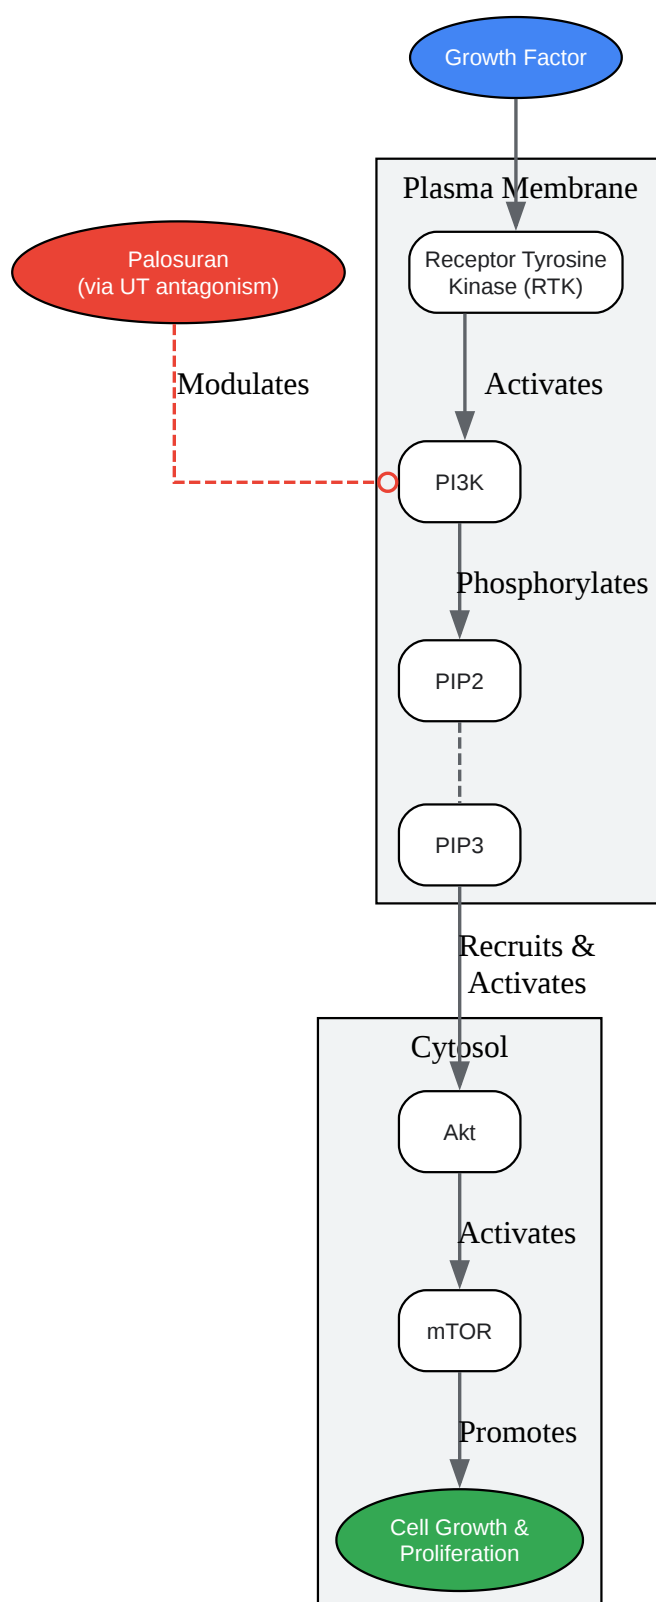 Growth Factor
Plasma Membrane
Palosuran
(via UT antagonism)
Receptor Tyrosine
Kinase (RTK)
Modulates
Activates
PI3K
Phosphorylates
PIP2
PIP3
Recruits &
Activates
Cytosol
Akt
Activates
mTOR
Promotes
Cell Growth &
Proliferation